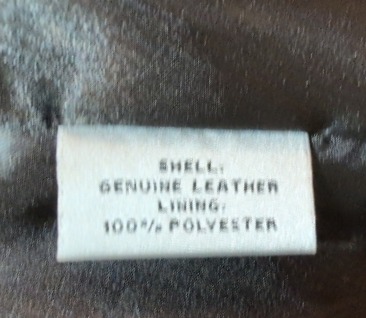 SHELL:
GENUINE LEATHER
LINING:
100% POLYESTER